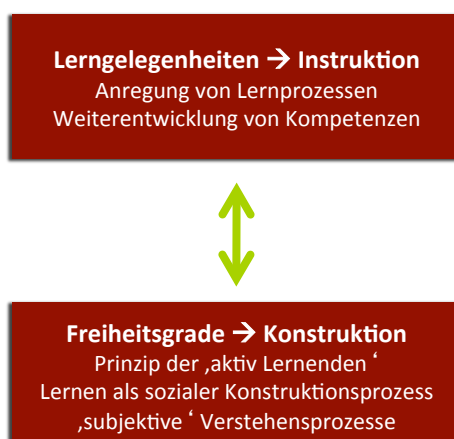 Lerngelegenheiten → Instruktion
Anregung von Lernprozessen
Weiterentwicklung von Kompetenzen
Freiheitsgrade → Konstruktion
Prinzip der ‚aktiv Lernenden ‘
Lernen als sozialer Konstruktionsprozess
‚subjektive ‘ Verstehensprozesse